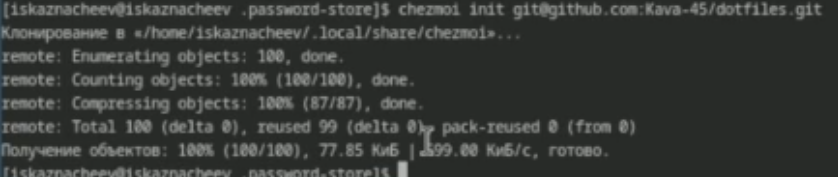 [iskaznacheev@iskaznacheev .password-store]$ chezmoi init git@github.com:Kava-45/dotfiles.git
Клонирование в «/home/iskaznacheev/.local/share/chezmoi»...
remote: Enumerating objects: 100, done.
remote: Counting objects: 100% (100/100), done.
remote: Compressing objects: 100% (87/87), done.
remote: Total 100 (delta 0), reused 99 (delta 0), pack-reused 0 (from 0)
Получение объектов: 100% (100/100), 77.85 КиБ | КиБ/с, готово.
[iskaznacheev@iskaznacheev .password-store]$